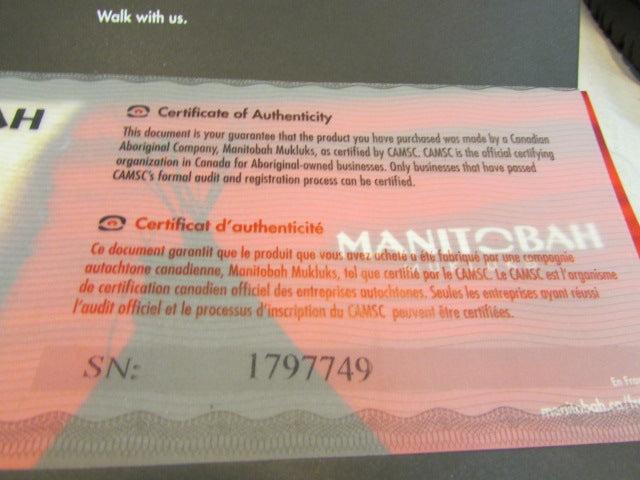 Walk with us.
AH
Certificate of Authenticity
This document is your guarantee that the product you have purchased was made by a Canadian
Aboriginal Company, Manitobah Mukluks, as certified by CAMSC. CAMSC is the official certifying
organization in Canada for Aboriginal-owned businesses. Only businesses that have passed
CAMSC's formal audit and registration process can be certified.
Certificat d'authenticité
MANITOBAH
Ce document garantit que le produit que vous avez acheté a été fabriqué par une compagnie
autochtone canadienne, Manitobah Mukluks, tel que certifié par le CAMSC. Le CAMSC est l'organisme
de certification canadien officiel des entreprises autochtones. Seules les entreprises ayant réussi
l'audit officiel et le processus d'inscription du CAMSC peuvent être certifiées.
SN: 1797749
En Fran
manitobah.ca/